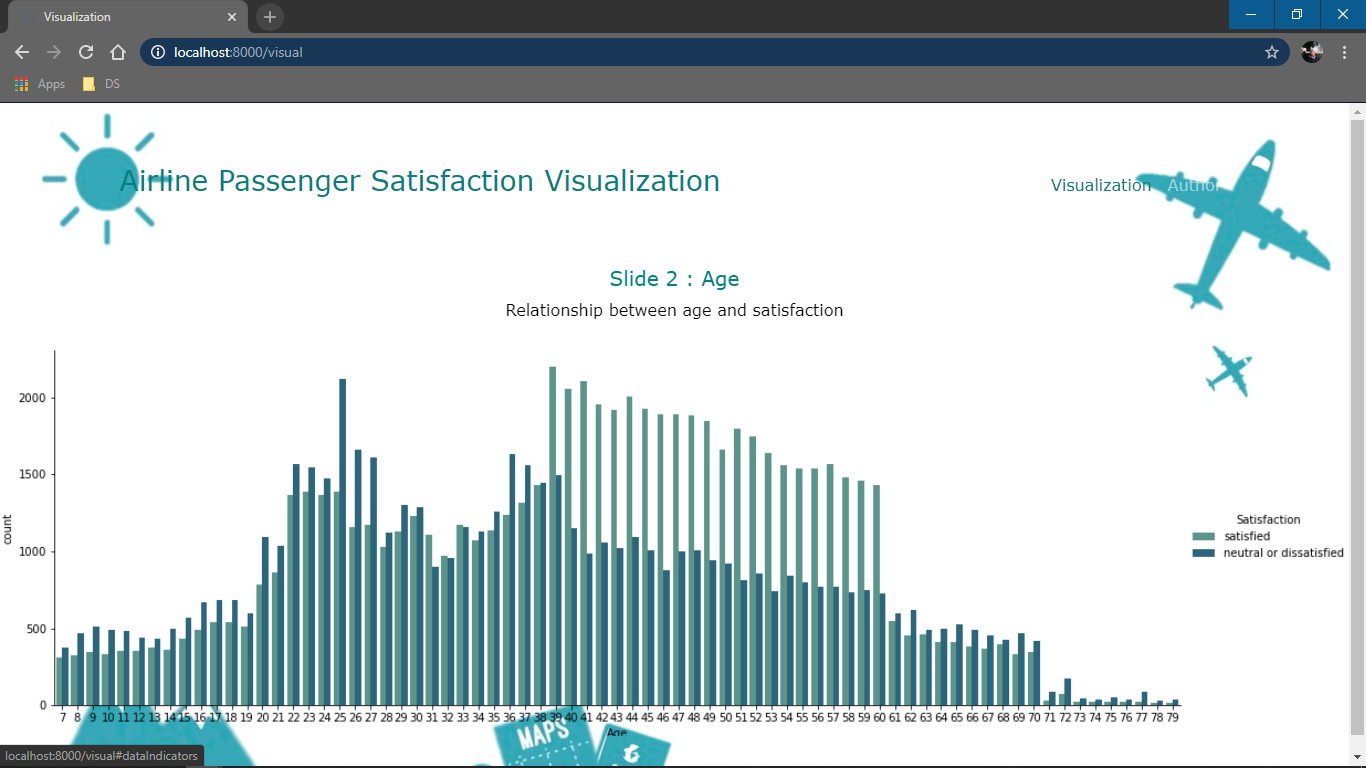 Visualization
localhost:8000/visual
Apps DS
Airline Passenger Satisfaction Visualization
Visualization Author
Slide 2 : Age
Relationship between age and satisfaction
2000
1500
1000
500
0
count
Satisfaction
satisfied
neutral or dissatisfied
7 8 9 10 11 12 13 14 15 16 17 18 19 20 21 22 23 24 25 26 27 28 29 30 31 32 33 34 35 36 37 38 39 40 41 42 43 44 45 46 47 48 49 50 51 52 53 54 55 56 57 58 59 60 61 62 63 64 65 66 67 68 69 70 71 72 73 74 75 76 77 78 79
Age
MAPS
localhost:8000/visual#dataIndicators